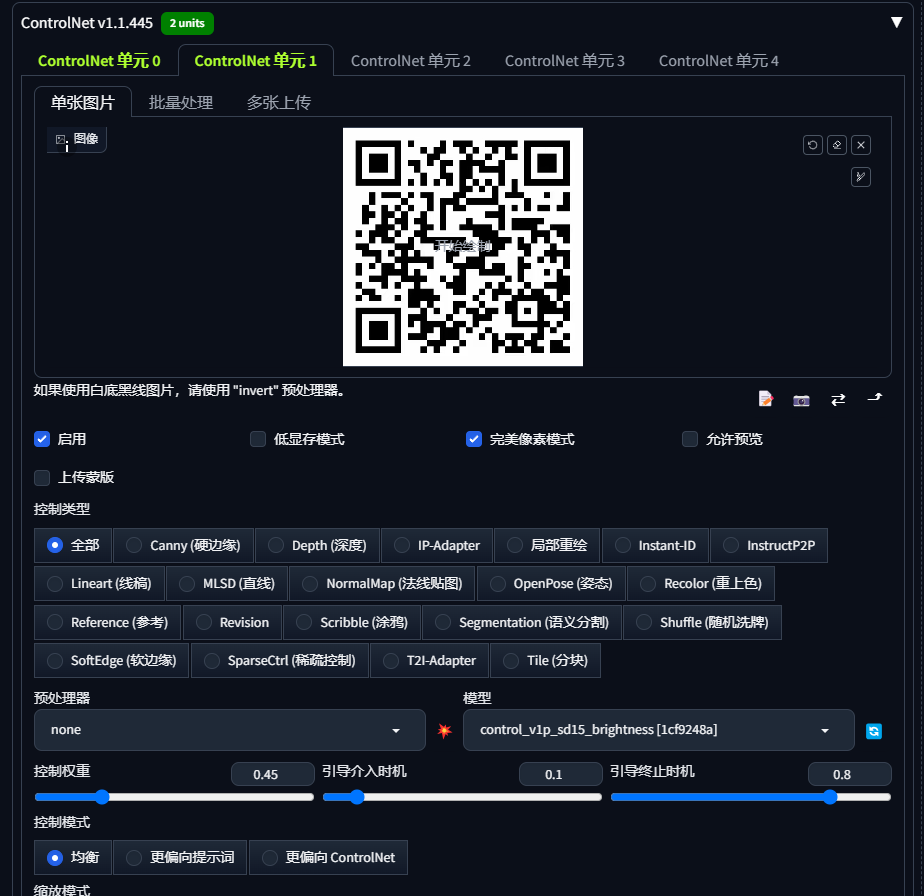 ControlNet v1.1.445 2 units
ControlNet 单元 0 ControlNet 单元 1 ControlNet 单元 2 ControlNet 单元 3 ControlNet 单元 4
单张图片 批量处理 多张上传
图像
开始绘制
如果使用白底黑线图片，请使用 "invert" 预处理器。
启用 低显存模式 完美像素模式 允许预览
上传蒙版
控制类型
全部 Canny (硬边缘) Depth (深度) IP-Adapter 局部重绘 Instant-ID InstructP2P
Lineart (线稿) MLSD (直线) NormalMap (法线贴图) OpenPose (姿态) Recolor (重上色)
Reference (参考) Revision Scribble (涂鸦) Segmentation (语义分割) Shuffle (随机洗牌)
SoftEdge (软边缘) SparseCtrl (稀疏控制) T2I-Adapter Tile (分块)
预处理器 模型
none control_v1p_sd15_brightness [1cf9248a]
控制权重 0.45 引导介入时机 0.1 引导终止时机 0.8
控制模式
均衡 更偏向提示词 更偏向 ControlNet
缩放模式